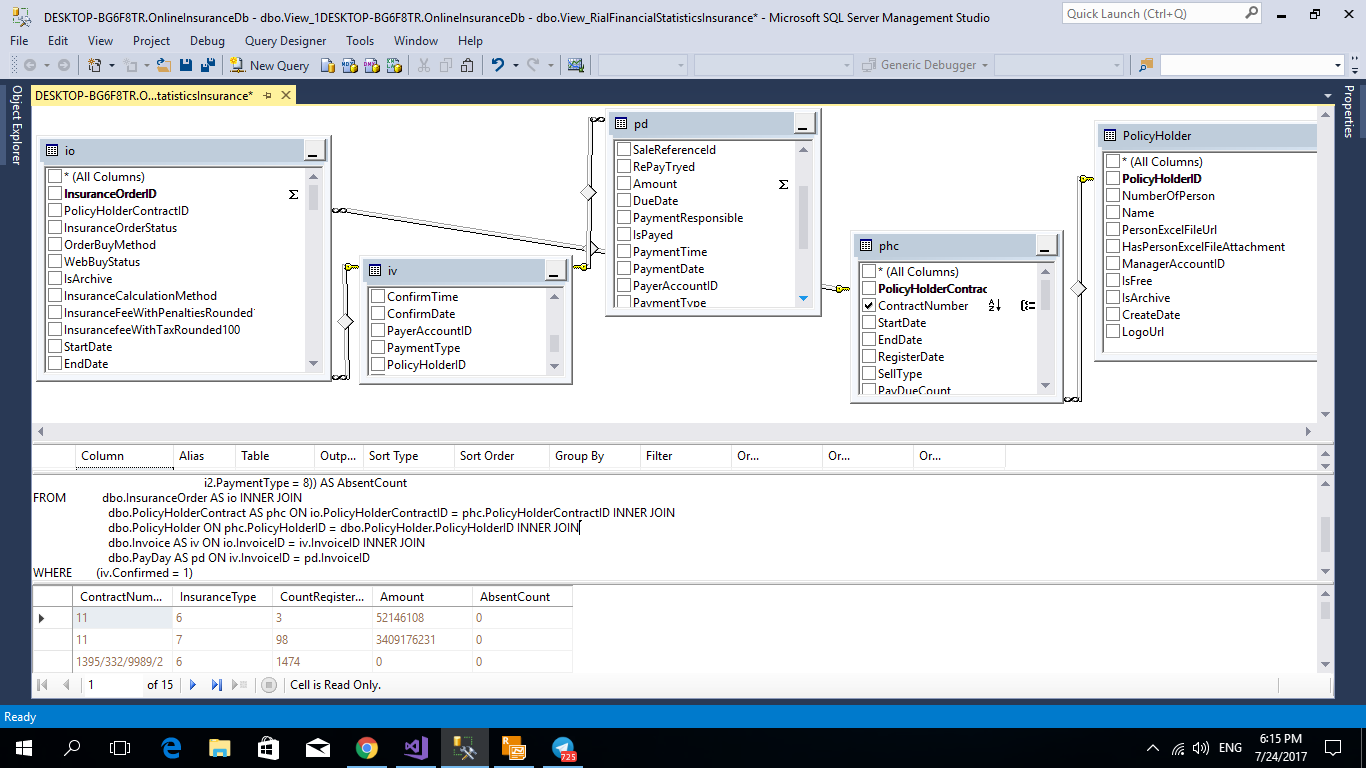 DESKTOP-BG6F8TR.OnlineInsuranceDb - dbo.View_1DESKTOP-BG6F8TR.OnlineInsuranceDb - dbo.View_RialFinancialStatisticsInsurance* - Microsoft SQL Server Management Studio
Quick Launch (Ctrl+Q)
File Edit View Project Debug Query Designer Tools Window Help
New Query
Generic Debugger
Object Explorer
DESKTOP-BG6F8TR.O...tatisticsInsurance*
Properties
io
* (All Columns)
InsuranceOrderID
PolicyHolderContractID
InsuranceOrderStatus
OrderBuyMethod
WebBuyStatus
IsArchive
InsuranceCalculationMethod
InsuranceFeeWithPenaltiesRounded
InsurancefeeWithTaxRounded100
StartDate
EndDate
iv
ConfirmTime
ConfirmDate
PayerAccountID
PaymentType
PolicyHolderID
pd
SaleReferenceId
RePayTryed
Amount
DueDate
PaymentResponsible
IsPayed
PaymentTime
PaymentDate
PayerAccountID
PaymentType
phc
* (All Columns)
PolicyHolderContrac
ContractNumber
StartDate
EndDate
RegisterDate
SellType
PayDueCount
PolicyHolder
* (All Columns)
PolicyHolderID
NumberOfPerson
Name
PersonExcelFileUrl
HasPersonExcelFileAttachment
ManagerAccountID
IsFree
IsArchive
CreateDate
LogoUrl
Column Alias Table Outp... Sort Type Sort Order Group By Filter Or... Or... Or...
i2.PaymentType = 8)) AS AbsentCount
FROM dbo.InsuranceOrder AS io INNER JOIN
dbo.PolicyHolderContract AS phc ON io.PolicyHolderContractID = phc.PolicyHolderContractID INNER JOIN
dbo.PolicyHolder ON phc.PolicyHolderID = dbo.PolicyHolder.PolicyHolderID INNER JOIN
dbo.Invoice AS iv ON io.InvoiceID = iv.InvoiceID INNER JOIN
dbo.PayDay AS pd ON iv.InvoiceID = pd.InvoiceID
WHERE (iv.Confirmed = 1)
ContractNum... InsuranceType CountRegister... Amount AbsentCount
11 6 3 52146108 0
11 7 98 3409176231 0
1395/332/9989/2 6 1474 0 0
1 of 15 Cell is Read Only.
Ready
725
ENG
6:15 PM
7/24/2017